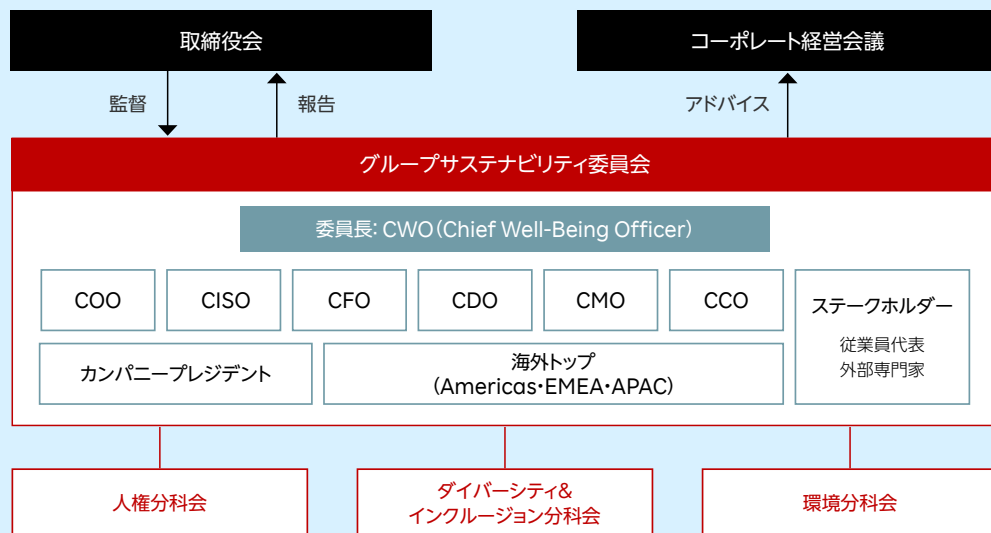 取締役会
コーポレート経営会議
監督
報告
アドバイス
グループサステナビリティ委員会
委員長: CWO(Chief Well-Being Officer)
COO
CISO
CFO
CDO
CMO
CCO
ステークホルダー
従業員代表
外部専門家
カンパニープレジデント
海外トップ
(Americas・EMEA・APAC)
人権分科会
ダイバーシティ&
インクルージョン分科会
環境分科会